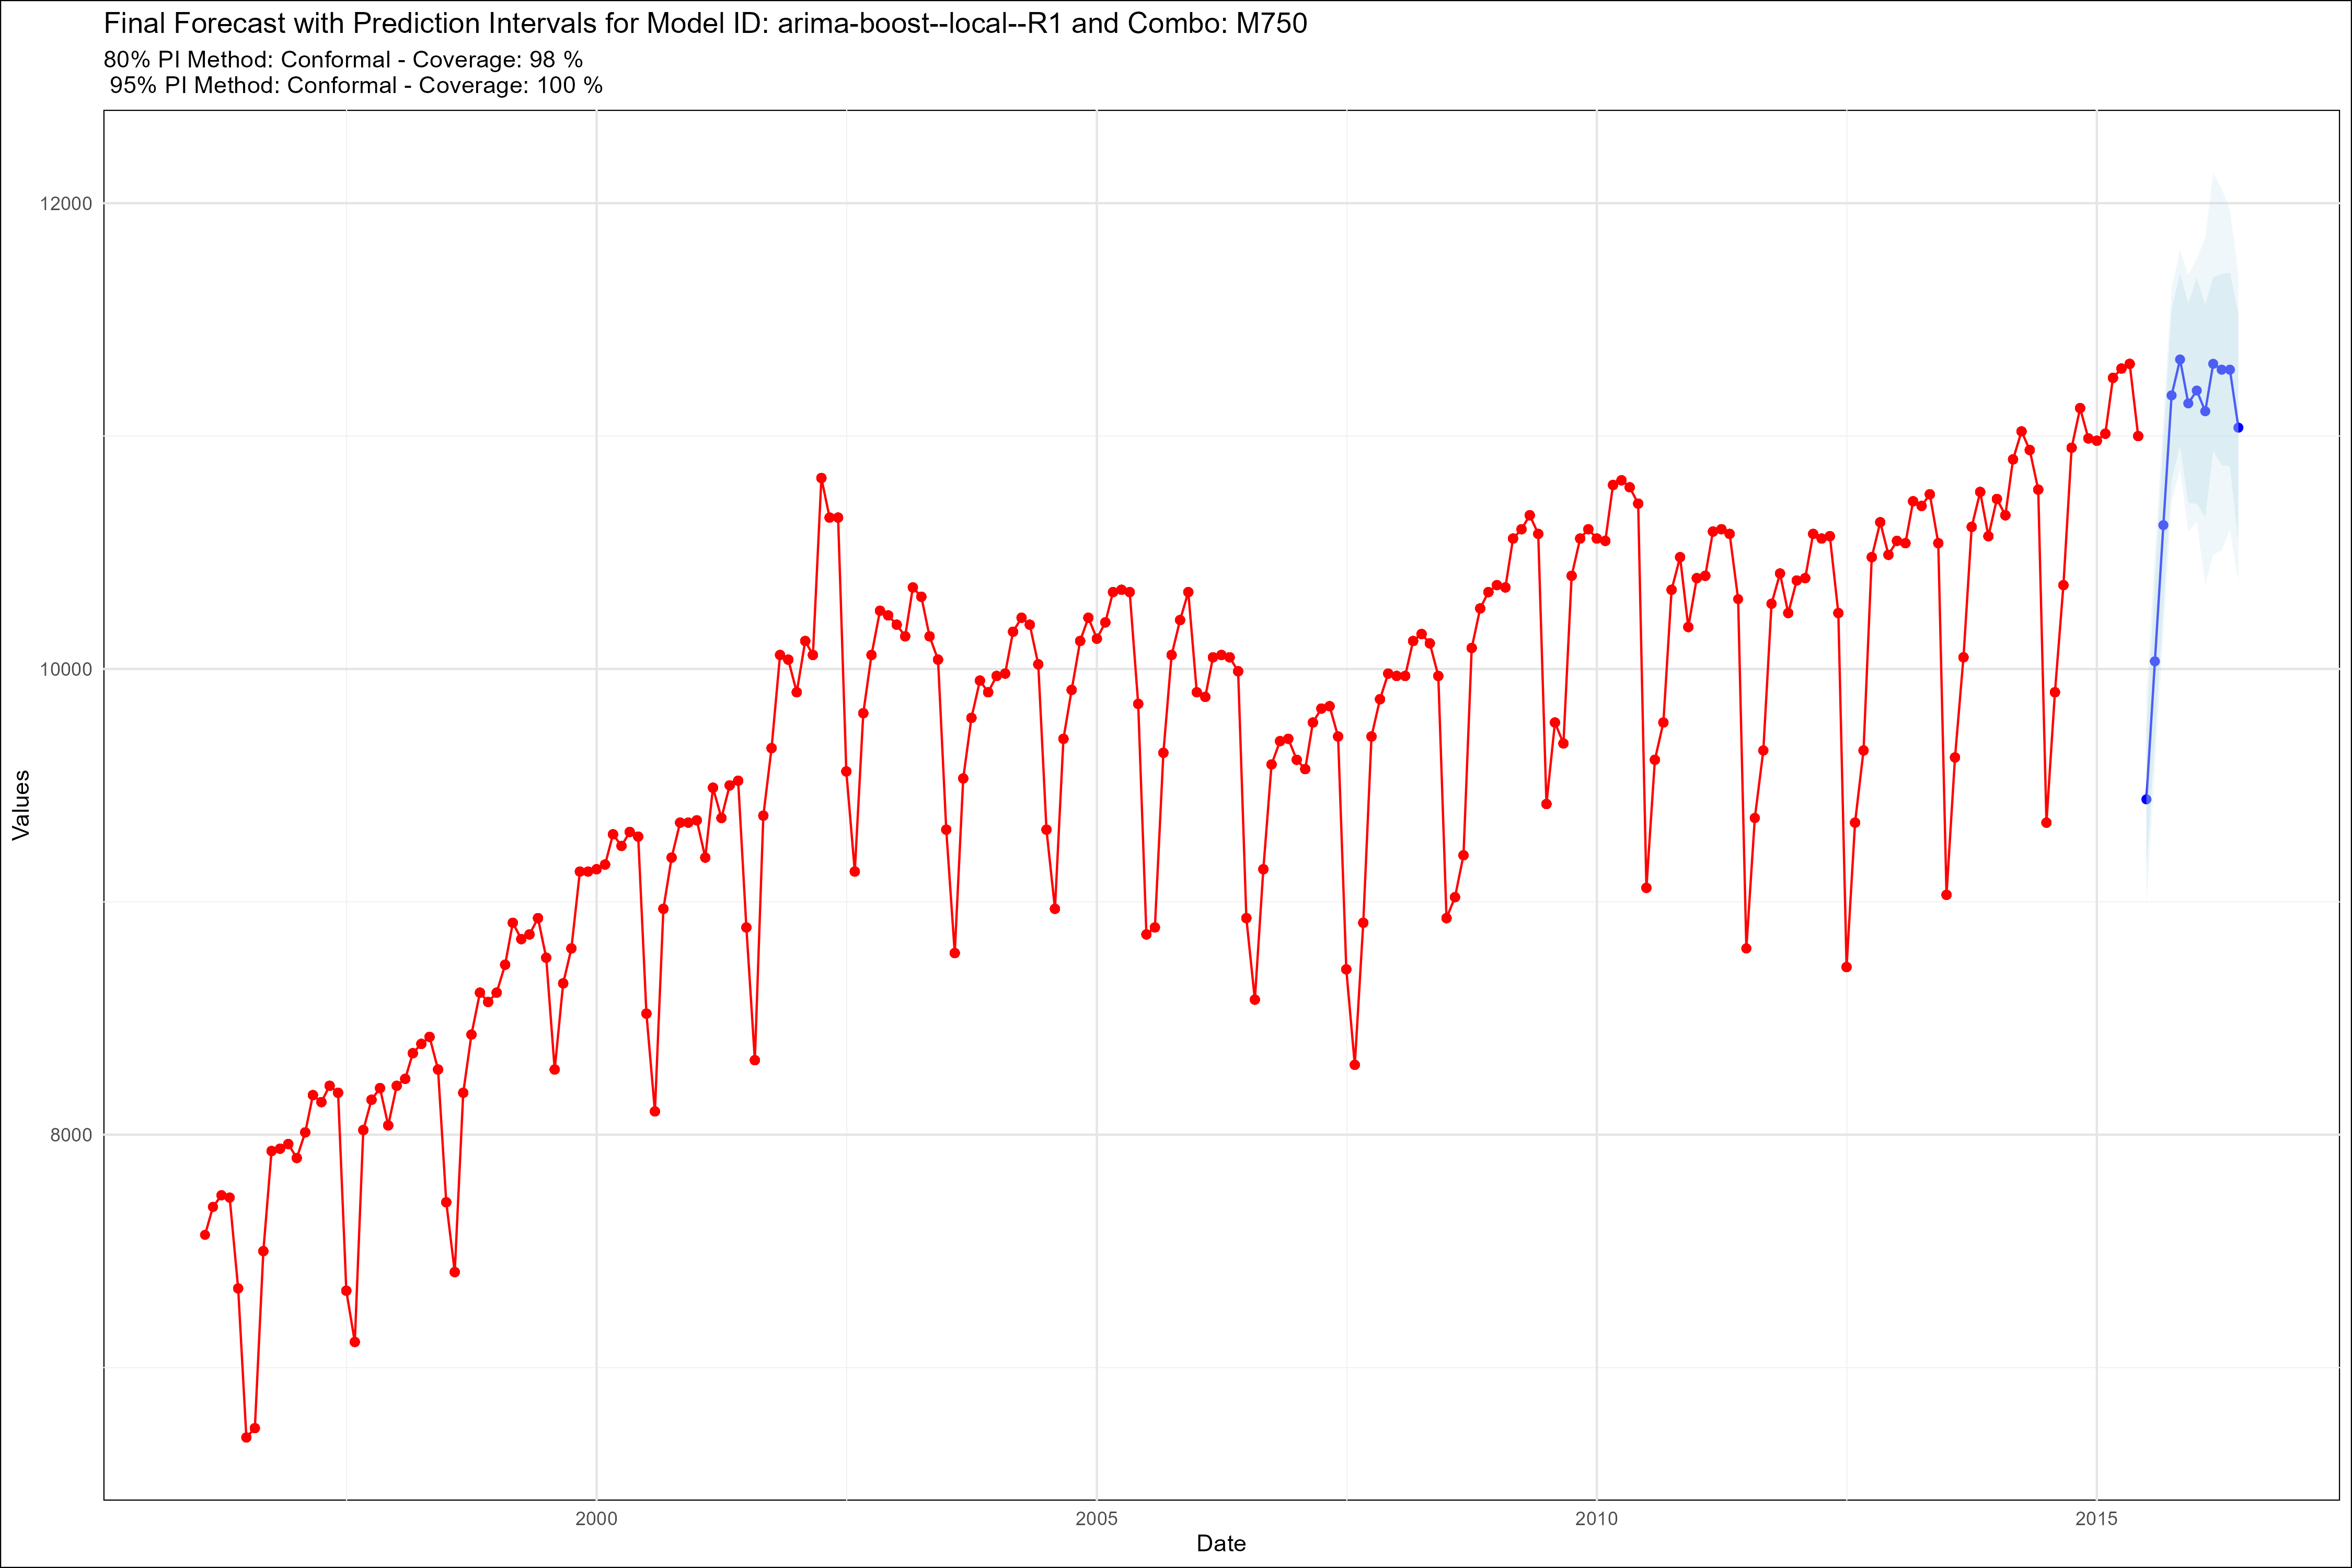 Final Forecast with Prediction Intervals for Model ID: arima-boost--local--R1 and Combo: M750
80% PI Method: Conformal - Coverage: 98 %
95% PI Method: Conformal - Coverage: 100 %
12000
10000
8000
Values
2000
2005
2010
2015
Date